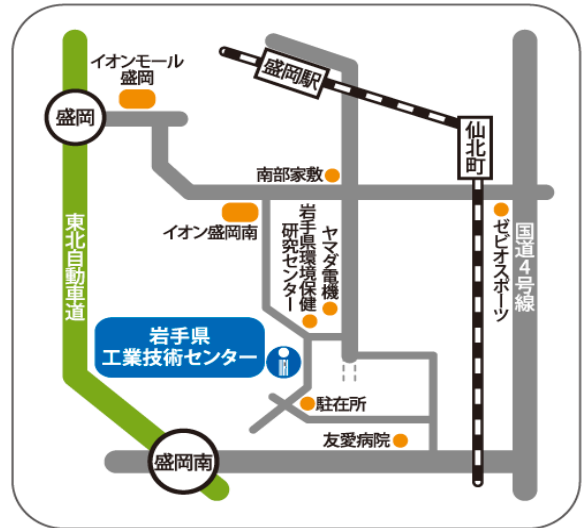 イオンモール
盛岡
盛岡駅
盛岡
仙北町
南部家敷
イオン盛岡南
岩手県環境保健
研究センター
ヤマダ電機
ゼビオスポーツ
国道4号線
東北自動車道
岩手県
工業技術センター
駐在所
友愛病院
盛岡南